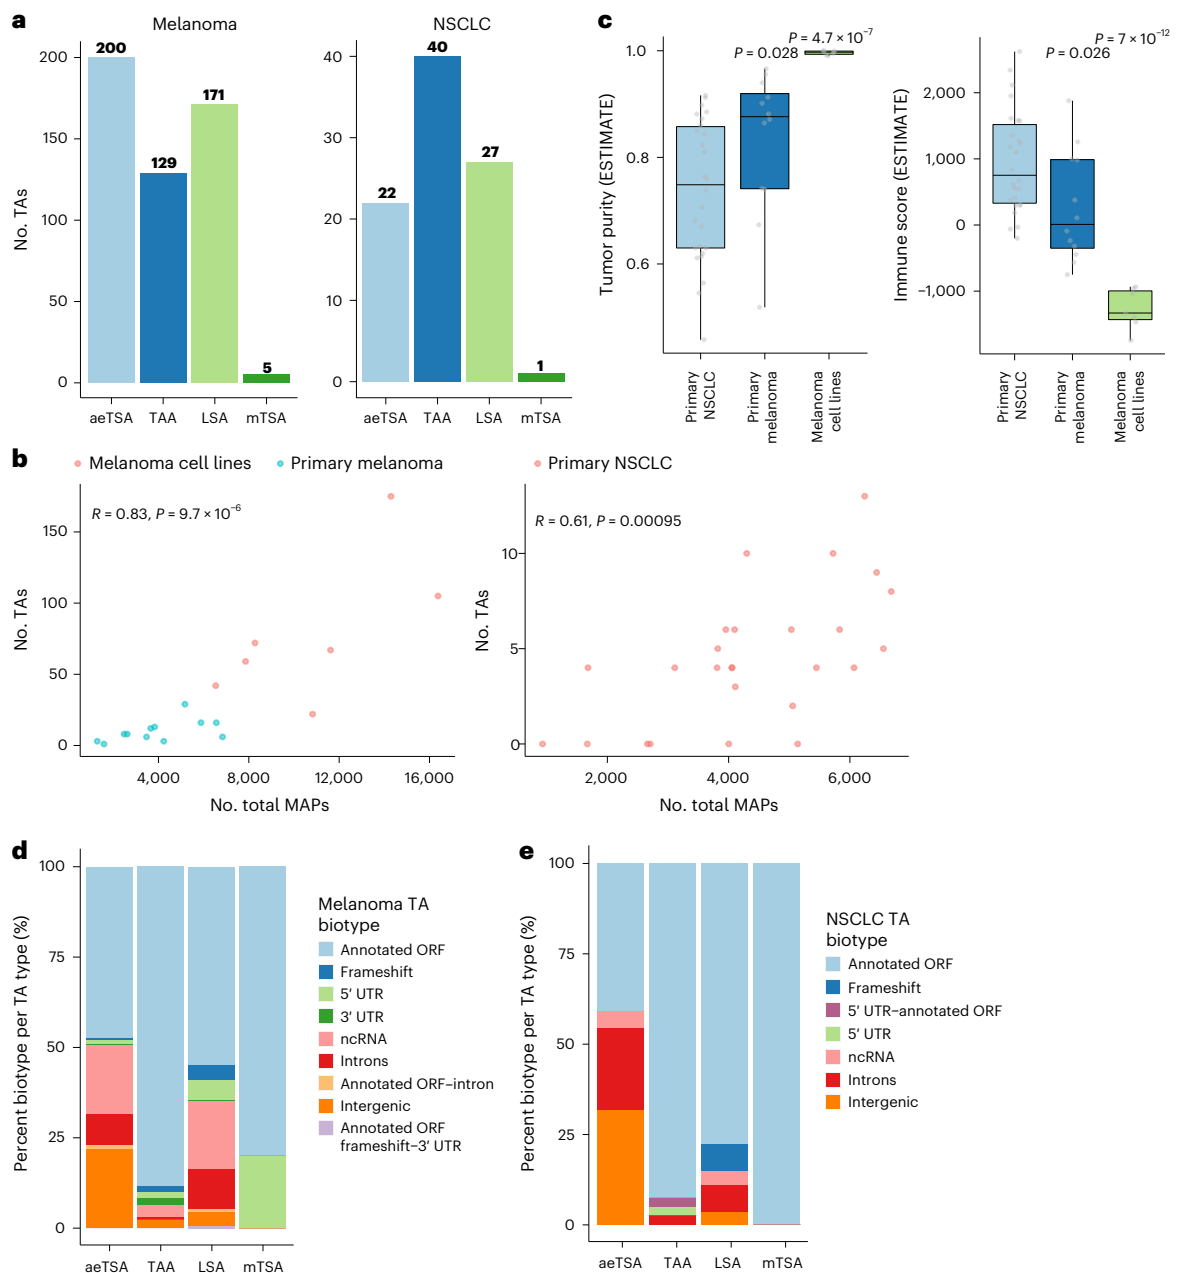 a
Melanoma
NSCLC
No. TAs
200
150
100
50
0
200
129
171
5
aeTSA
TAA
LSA
mTSA
40
30
20
10
0
22
40
27
1
aeTSA
TAA
LSA
mTSA
c
Tumor purity (ESTIMATE)
1.0
0.8
0.6
P = 0.028
P = 4.7 × 10⁻⁷
Primary
NSCLC
Primary
melanoma
Melanoma
cell lines
Immune score (ESTIMATE)
2,000
1,000
0
−1,000
P = 0.026
P = 7 × 10⁻¹²
Primary
NSCLC
Primary
melanoma
Melanoma
cell lines
b
Melanoma cell lines
Primary melanoma
R = 0.83, P = 9.7 × 10⁻⁶
No. TAs
150
100
50
0
4,000
8,000
12,000
16,000
No. total MAPs
Primary NSCLC
R = 0.61, P = 0.00095
No. TAs
10
5
0
2,000
4,000
6,000
No. total MAPs
d
Percent biotype per TA type (%)
100
75
50
25
0
aeTSA
TAA
LSA
mTSA
Melanoma TA
biotype
Annotated ORF
Frameshift
5′ UTR
3′ UTR
ncRNA
Introns
Annotated ORF–intron
Intergenic
Annotated ORF
frameshift–3′ UTR
e
Percent biotype per TA type (%)
100
75
50
25
0
aeTSA
TAA
LSA
mTSA
NSCLC TA
biotype
Annotated ORF
Frameshift
5′ UTR–annotated ORF
5′ UTR
ncRNA
Introns
Intergenic